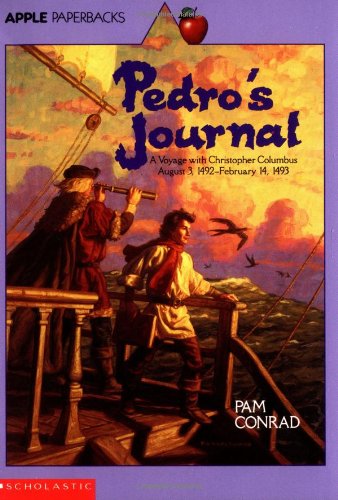 APPLE PAPERBACKS
Pedro's
Journal
A Voyage with Christopher Columbus
August 3, 1492–February 14, 1493
PAM
CONRAD
SCHOLASTIC